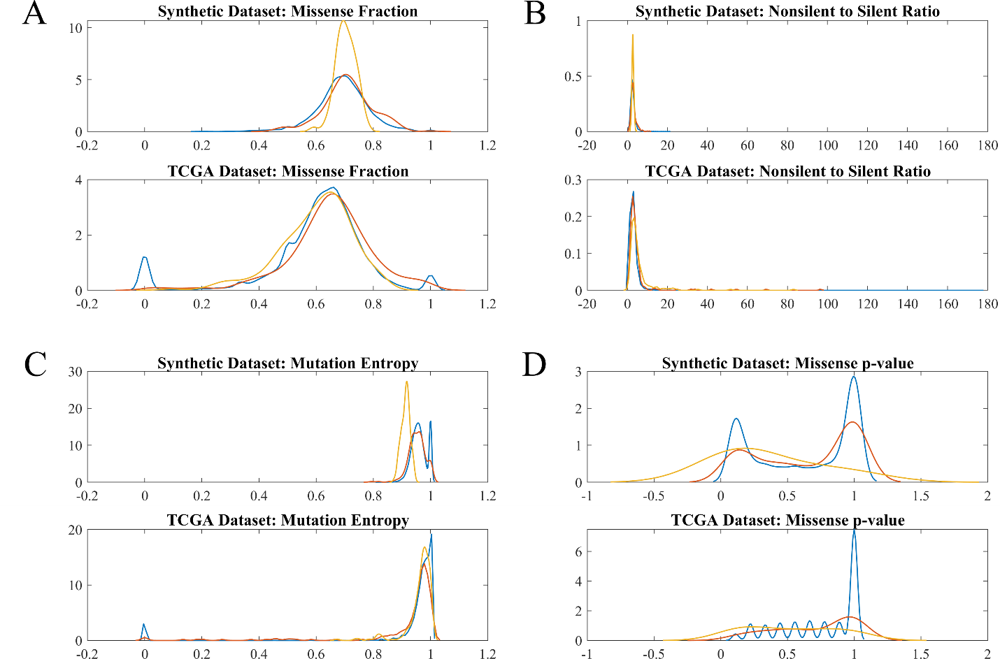 A
Synthetic Dataset: Missense Fraction
10
5
0
-0.2 0 0.2 0.4 0.6 0.8 1 1.2
TCGA Dataset: Missense Fraction
4
2
0
-0.2 0 0.2 0.4 0.6 0.8 1 1.2
B
Synthetic Dataset: Nonsilent to Silent Ratio
1
0.5
0
-20 0 20 40 60 80 100 120 140 160 180
TCGA Dataset: Nonsilent to Silent Ratio
0.3
0.2
0.1
0
-20 0 20 40 60 80 100 120 140 160 180
C
Synthetic Dataset: Mutation Entropy
30
20
10
0
-0.2 0 0.2 0.4 0.6 0.8 1 1.2
TCGA Dataset: Mutation Entropy
20
10
0
-0.2 0 0.2 0.4 0.6 0.8 1 1.2
D
Synthetic Dataset: Missense p-value
3
2
1
0
-1 -0.5 0 0.5 1 1.5 2
TCGA Dataset: Missense p-value
6
4
2
0
-1 -0.5 0 0.5 1 1.5 2